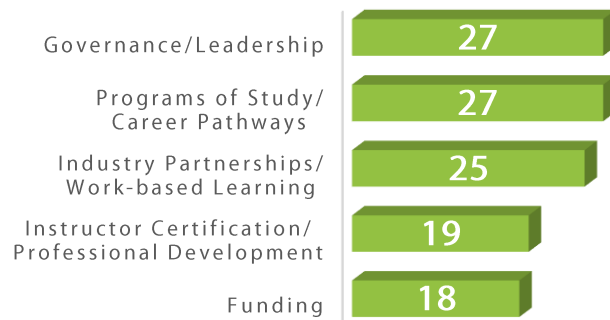 Governance/Leadership
27
Programs of Study/
Career Pathways
27
Industry Partnerships/
Work-based Learning
25
Instructor Certification/
Professional Development
19
Funding
18